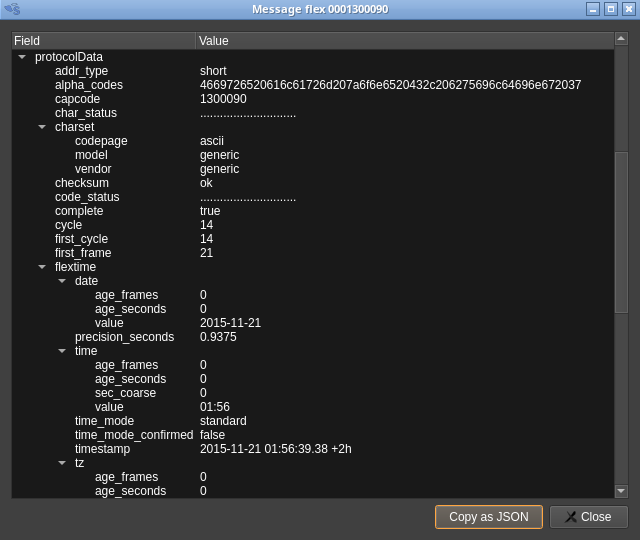 Message flex 0001300090
Field Value
protocolData
addr_type short
alpha_codes 4669726520616c61726d207a6f6e6520432c206275696c64696e672037
capcode 1300090
char_status .............................
charset
codepage ascii
model generic
vendor generic
checksum ok
code_status .............................
complete true
cycle 14
first_cycle 14
first_frame 21
flextime
date
age_frames 0
age_seconds 0
value 2015-11-21
precision_seconds 0.9375
time
age_frames 0
age_seconds 0
sec_coarse 0
value 01:56
time_mode standard
time_mode_confirmed false
timestamp 2015-11-21 01:56:39.38 +2h
tz
age_frames 0
age_seconds 0
Copy as JSON Close